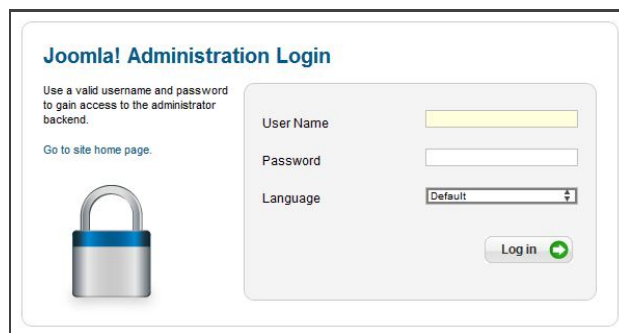 Joomla! Administration Login
Use a valid username and password
to gain access to the administrator
backend.
Go to site home page.
User Name
Password
Language
Default
Log in